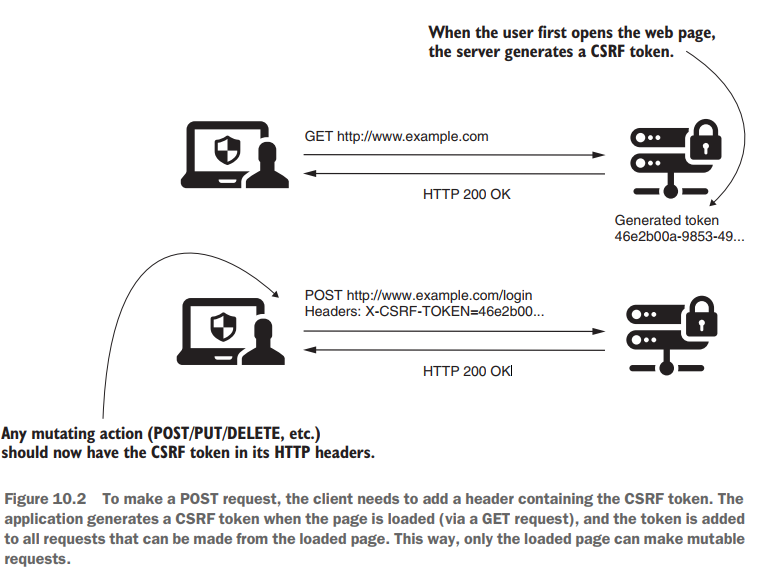 When the user first opens the web page,
the server generates a CSRF token.
GET http://www.example.com
HTTP 200 OK
Generated token
46e2b00a-9853-49...
POST http://www.example.com/login
Headers: X-CSRF-TOKEN=46e2b00...
HTTP 200 OK
Any mutating action (POST/PUT/DELETE, etc.)
should now have the CSRF token in its HTTP headers.
Figure 10.2 To make a POST request, the client needs to add a header containing the CSRF token. The
application generates a CSRF token when the page is loaded (via a GET request), and the token is added
to all requests that can be made from the loaded page. This way, only the loaded page can make mutable
requests.